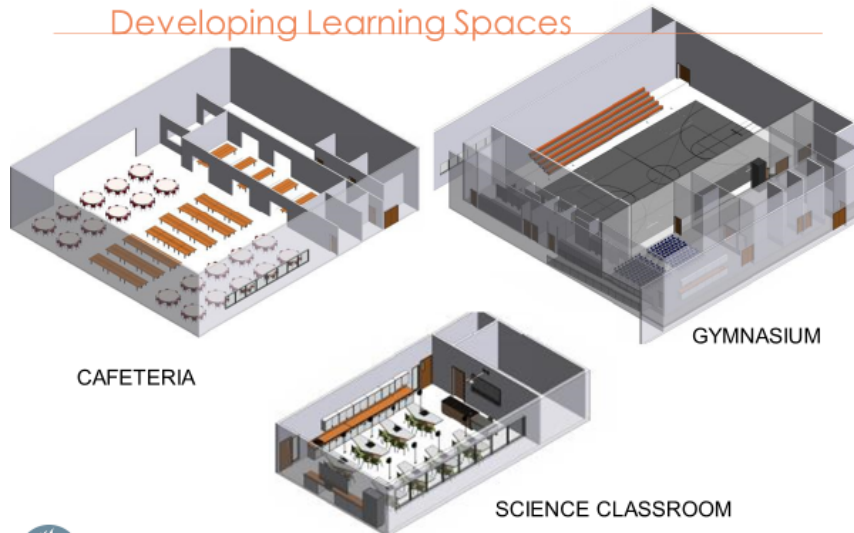 Developing Learning Spaces
GYMNASIUM
CAFETERIA
SCIENCE CLASSROOM